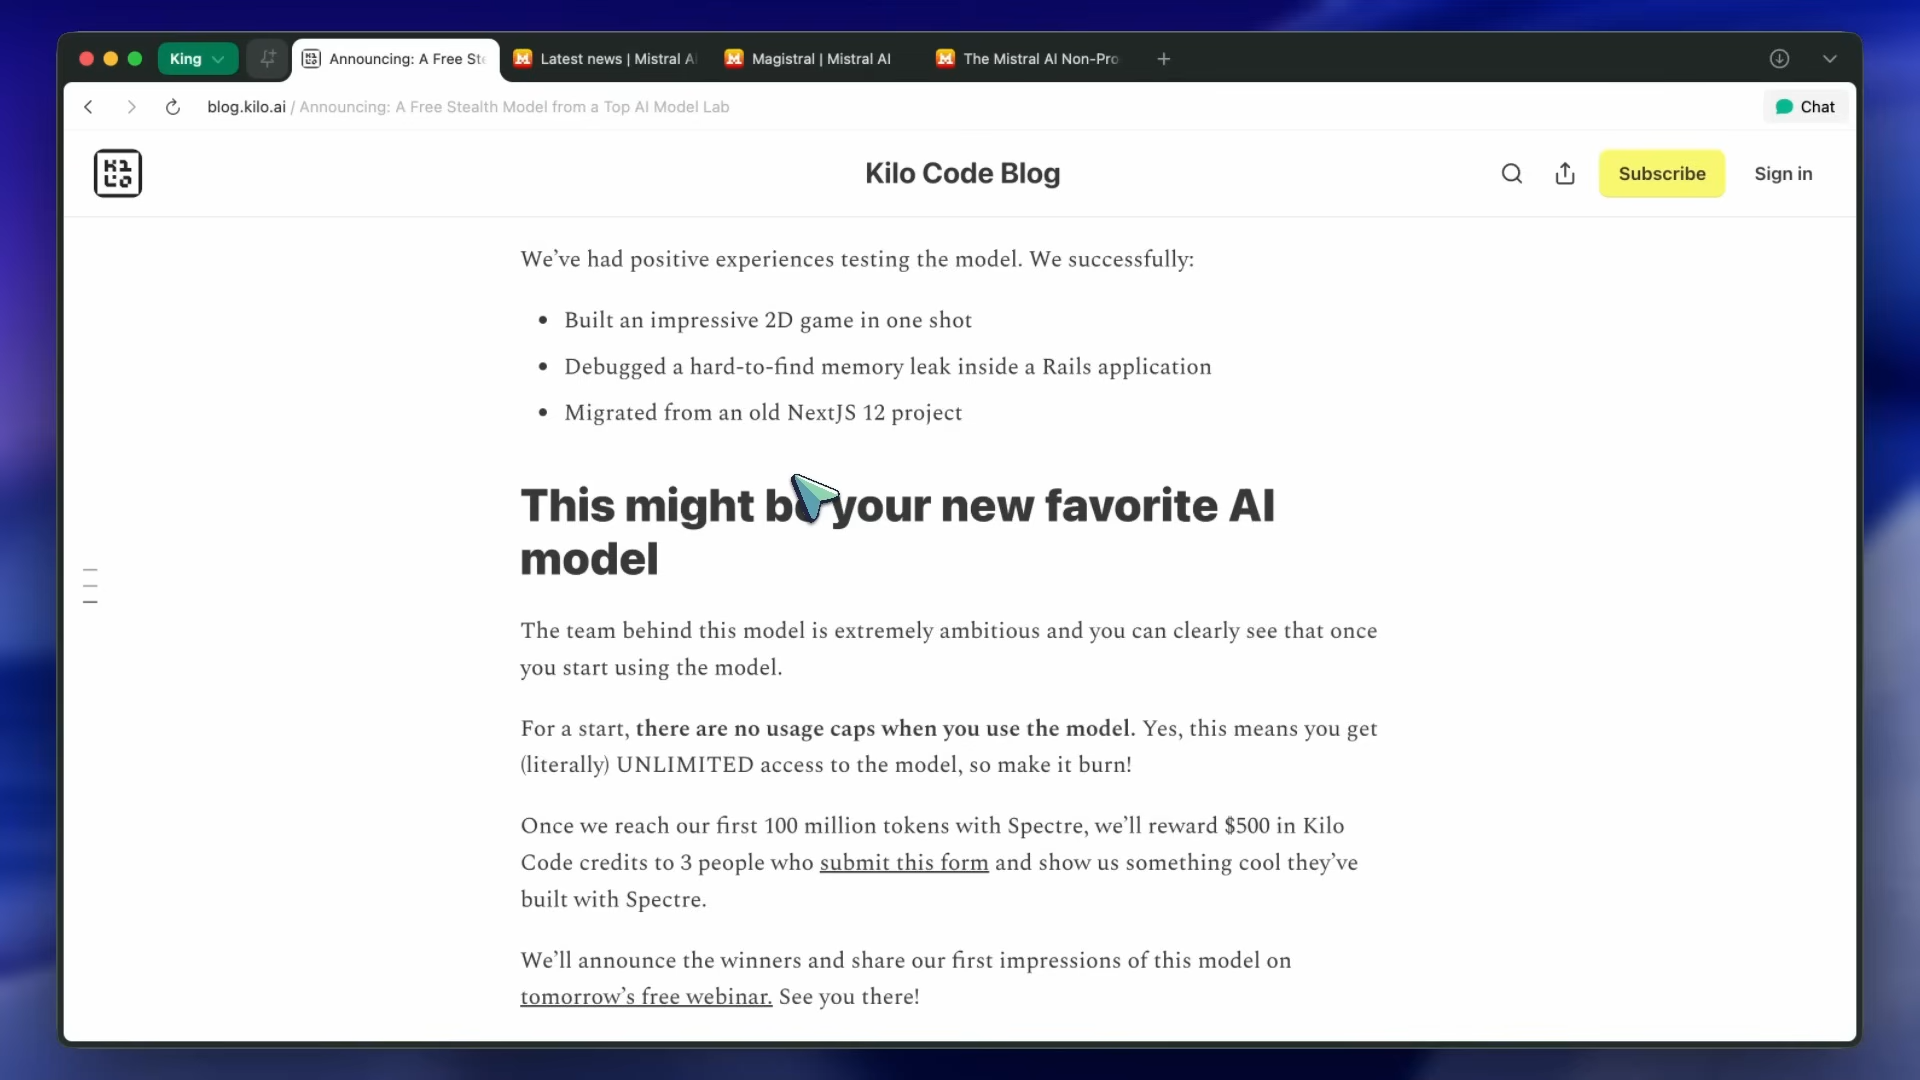 King
Announcing: A Free St
Latest news | Mistral A
Magistral | Mistral AI
The Mistral AI Non-Pro
blog.kilo.ai / Announcing: A Free Stealth Model from a Top AI Model Lab
Chat
Kilo Code Blog
Subscribe
Sign in
We’ve had positive experiences testing the model. We successfully:
• Built an impressive 2D game in one shot
• Debugged a hard-to-find memory leak inside a Rails application
• Migrated from an old NextJS 12 project
This might be your new favorite AI
model
The team behind this model is extremely ambitious and you can clearly see that once
you start using the model.
For a start, there are no usage caps when you use the model. Yes, this means you get
(literally) UNLIMITED access to the model, so make it burn!
Once we reach our first 100 million tokens with Spectre, we’ll reward $500 in Kilo
Code credits to 3 people who submit this form and show us something cool they’ve
built with Spectre.
We’ll announce the winners and share our first impressions of this model on
tomorrow’s free webinar. See you there!